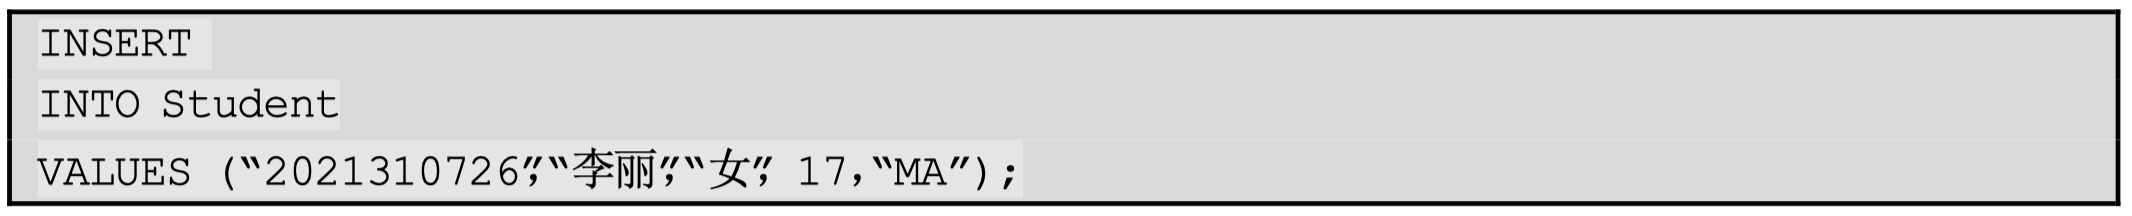 INSERT
INTO Student
VALUES (“2021310726”,“李丽”,“女”, 17,“MA”);